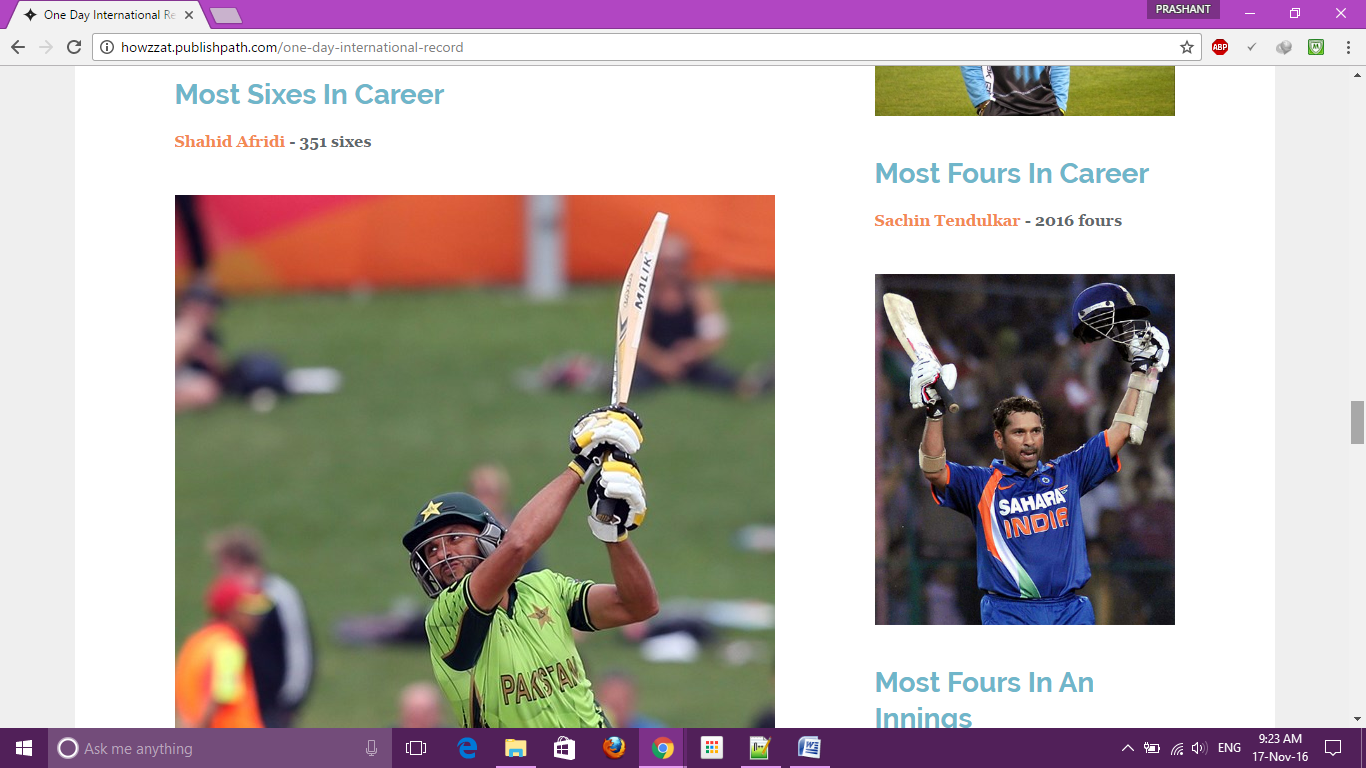 One Day International Re
PRASHANT
howzzat.publishpath.com/one-day-international-record
ABP
Most Sixes In Career
Shahid Afridi - 351 sixes
MALIK
PAKISTAN
Most Fours In Career
Sachin Tendulkar - 2016 fours
SAHARA
INDIA
Most Fours In An
Innings
Ask me anything
ENG
9:23 AM
17-Nov-16